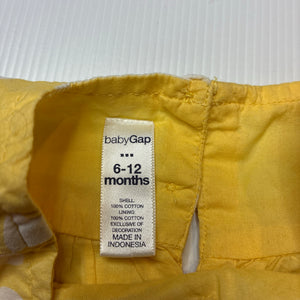 babyGap
6-12
months
SHELL:
100% COTTON
LINING:
100% COTTON
EXCLUSIVE OF
DECORATION
MADE IN
INDONESIA